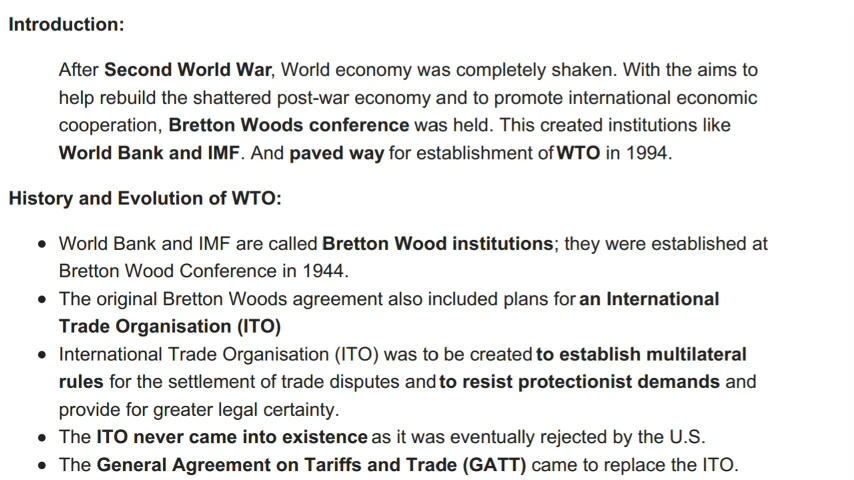 Introduction:
After Second World War, World economy was completely shaken. With the aims to
help rebuild the shattered post-war economy and to promote international economic
cooperation, Bretton Woods conference was held. This created institutions like
World Bank and IMF. And paved way for establishment of WTO in 1994.
History and Evolution of WTO:
• World Bank and IMF are called Bretton Wood institutions; they were established at
Bretton Wood Conference in 1944.
• The original Bretton Woods agreement also included plans for an International
Trade Organisation (ITO)
• International Trade Organisation (ITO) was to be created to establish multilateral
rules for the settlement of trade disputes and to resist protectionist demands and
provide for greater legal certainty.
• The ITO never came into existence as it was eventually rejected by the U.S.
• The General Agreement on Tariffs and Trade (GATT) came to replace the ITO.